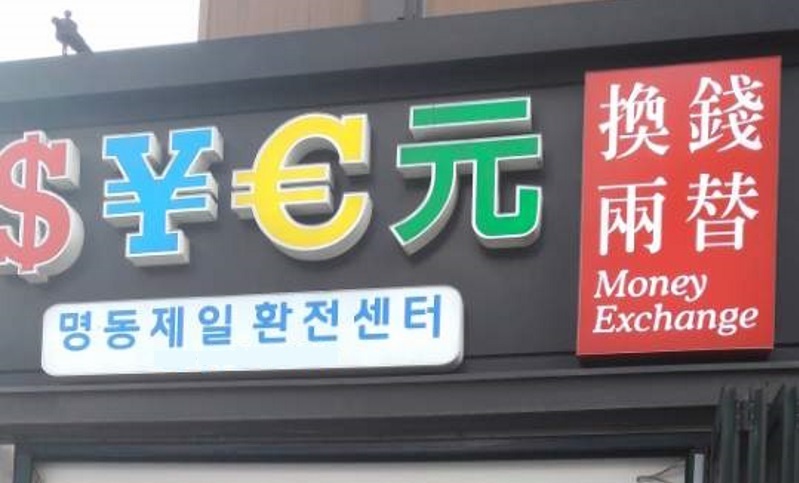 $ ¥ € 元
명동제일 환전센터
換錢
兩替
Money
Exchange